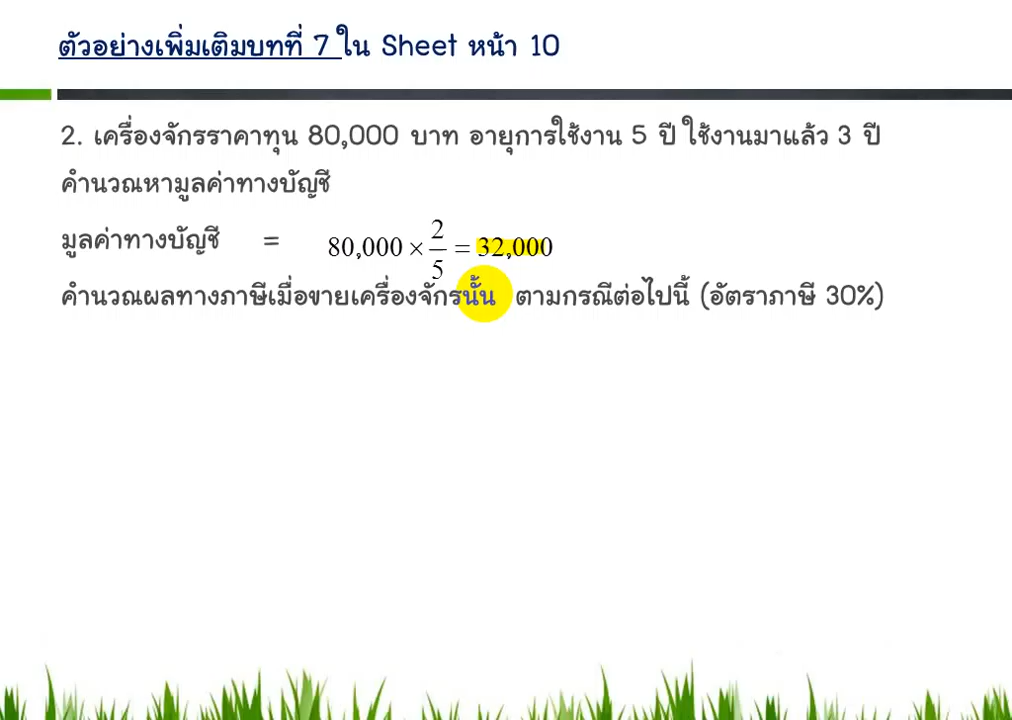 ตัวอย่างเพิ่มเติมบทที่ 7 ใน Sheet หน้า 10
2. เครื่องจักรราคาทุน 80,000 บาท อายุการใช้งาน 5 ปี ใช้งานมาแล้ว 3 ปี
คำนวณหามูลค่าทางบัญชี
มูลค่าทางบัญชี = 80,000 × 2/5 = 32,000
คำนวณผลทางภาษีเมื่อขายเครื่องจักรนั้น ตามกรณีต่อไปนี้ (อัตราภาษี 30%)